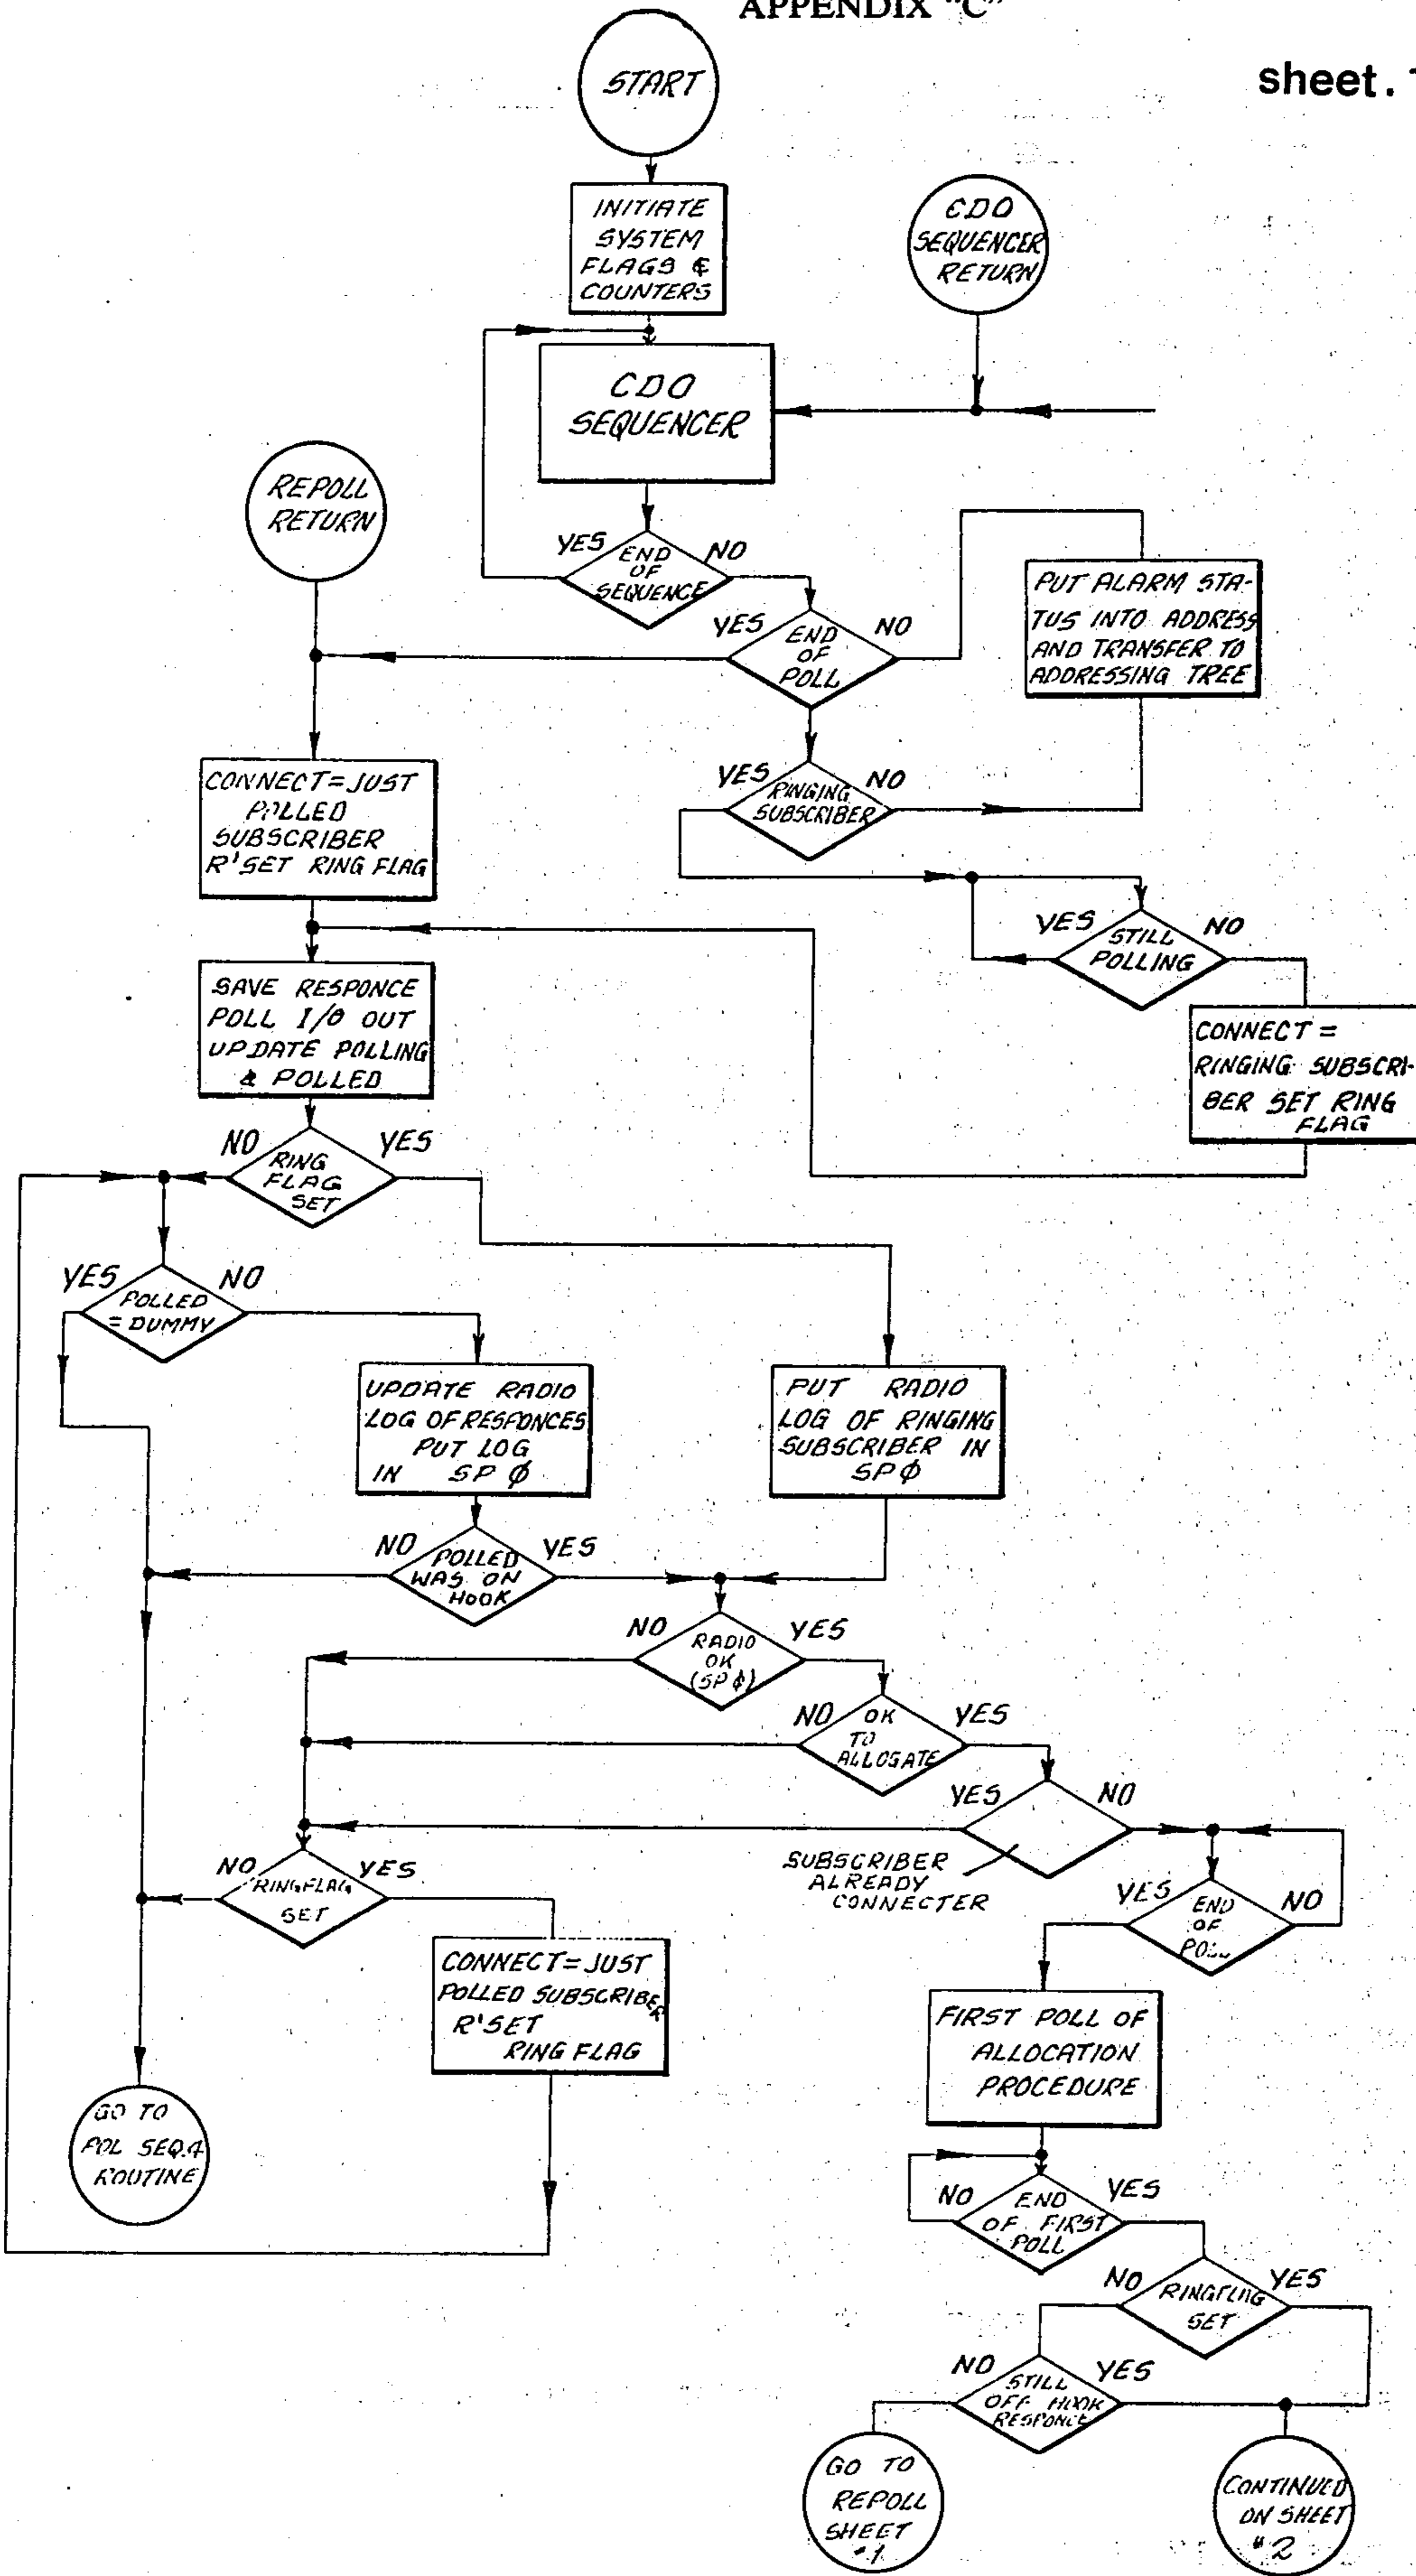 APPENDIX "C"
sheet.
START
INITIATE
SYSTEM
FLAGS &
COUNTERS
CDO
SEQUENCER
RETURN
CDO
SEQUENCER
REPOLL
RETURN
YES
END
OF
SEQUENCE
NO
YES
END
OF
POLL
NO
PUT ALARM STA-
TUS INTO ADDRESS
AND TRANSFER TO
ADDRESSING TREE
CONNECT=JUST
POLLED
SUBSCRIBER
R'SET RING FLAG
YES
RINGING
SUBSCRIBER
NO
YES
STILL
POLLING
NO
SAVE RESPONCE
POLL I/O OUT
UPDATE POLLING
& POLLED
CONNECT =
RINGING SUBSCRI-
BER SET RING
FLAG
NO
RING
FLAG
SET
YES
YES
POLLED
= DUMMY
NO
UPDATE RADIO
LOG OF RESPONCES
PUT LOG
IN SP Ø
PUT RADIO
LOG OF RINGING
SUBSCRIBER IN
SP Ø
NO
POLLED
WAS ON
HOOK
YES
NO
RADIO
OK
(SP Ø)
YES
NO
OK
TO
ALLOGATE
YES
YES
NO
SUBSCRIBER
ALREADY
CONNECTER
NO
RINGFLAG
SET
YES
YES
END
OF
NO
CONNECT=JUST
POLLED SUBSCRIBER
R'SET
RING FLAG
FIRST POLL OF
ALLOCATION
PROCEDURE
GO TO
POL SEQ.4
ROUTINE
NO
END
OF FIRST
POLL
YES
NO
RINGFLAG
SET
YES
NO
STILL
OFF HOOK
RESPONCE
YES
GO TO
REPOLL
SHEET
#1
CONTINUED
ON SHEET
#2